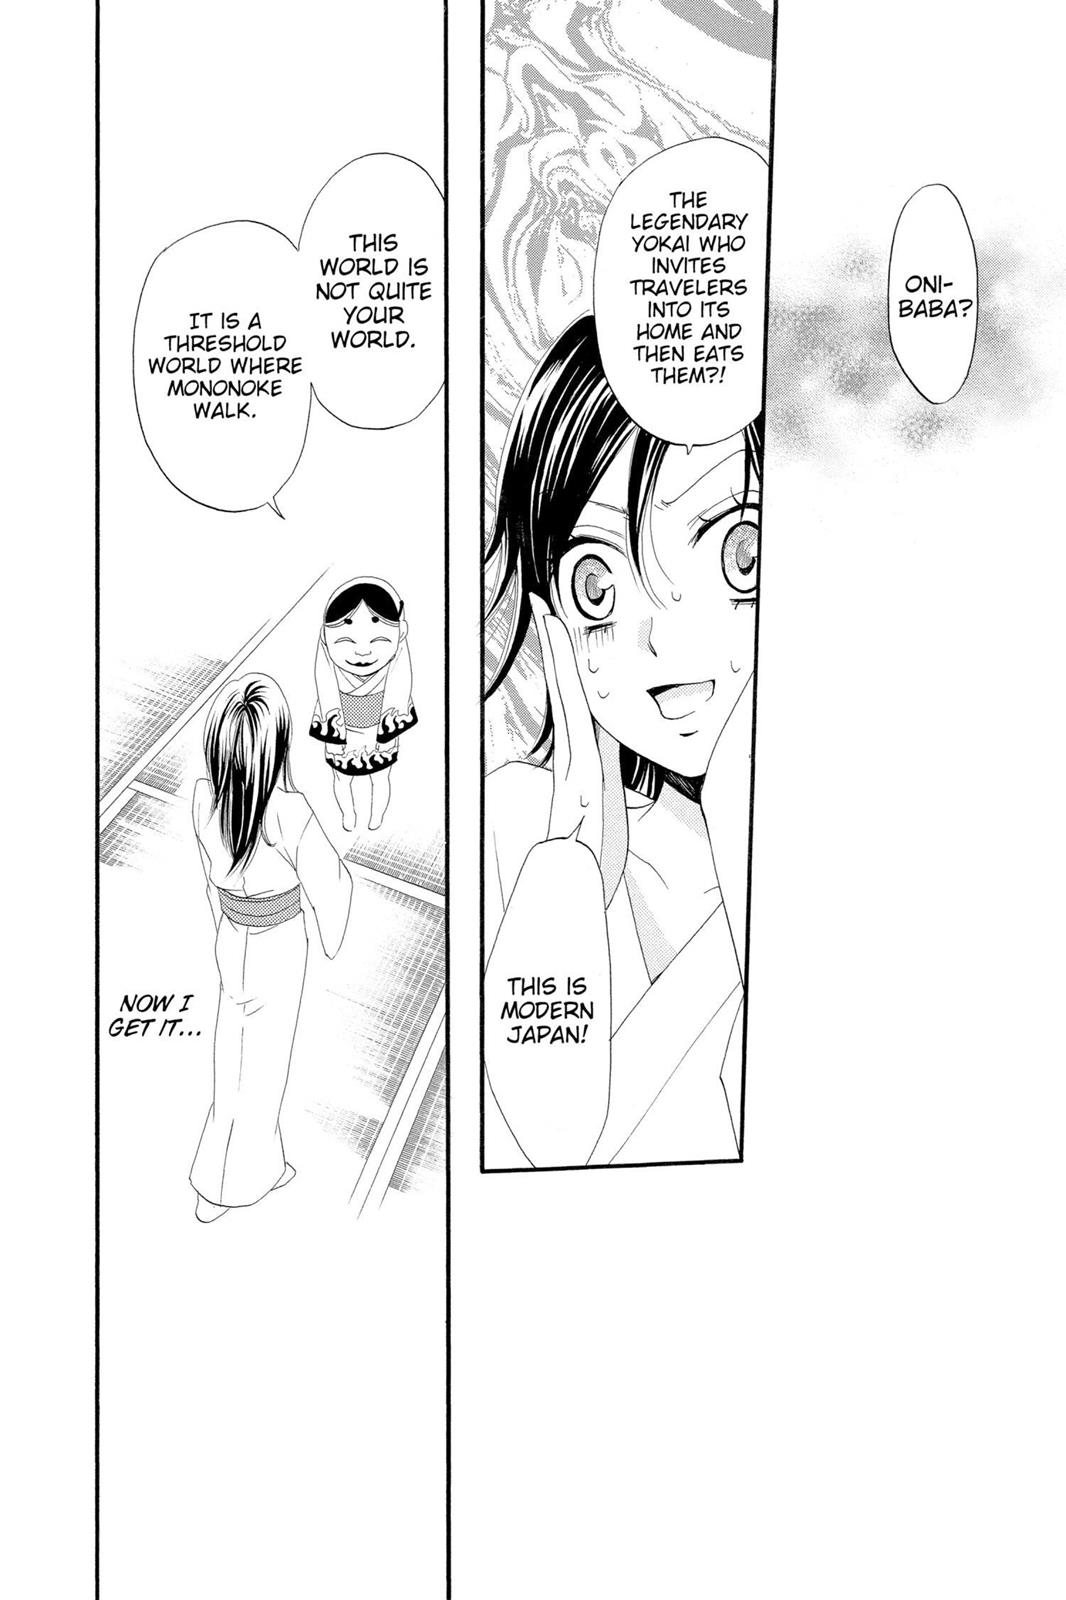 ONI-
BABA?
THE
LEGENDARY
YOKAI WHO
INVITES
TRAVELERS
INTO ITS
HOME AND
THEN EATS
THEM?!
THIS IS
MODERN
JAPAN!
THIS
WORLD IS
NOT QUITE
YOUR
WORLD.
IT IS A
THRESHOLD
WORLD WHERE
MONONOKE
WALK.
NOW I
GET IT...